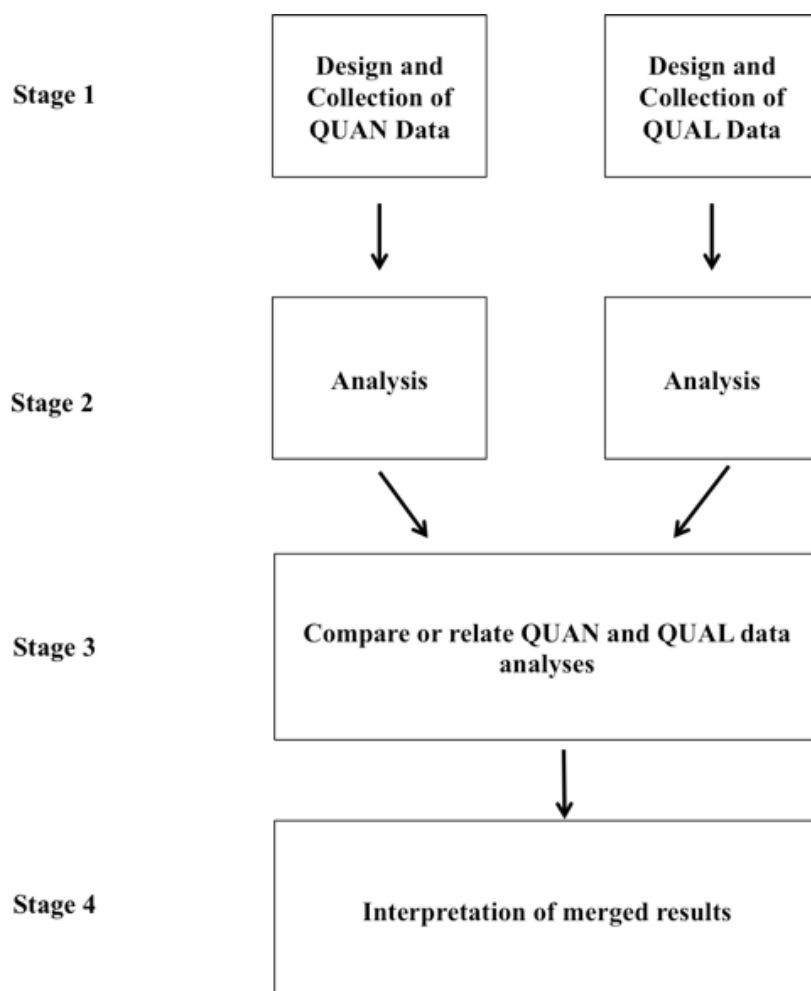 Stage 1
Design and
Collection of
QUAN Data
Design and
Collection of
QUAL Data
Stage 2
Analysis
Analysis
Stage 3
Compare or relate QUAN and QUAL data
analyses
Stage 4
Interpretation of merged results